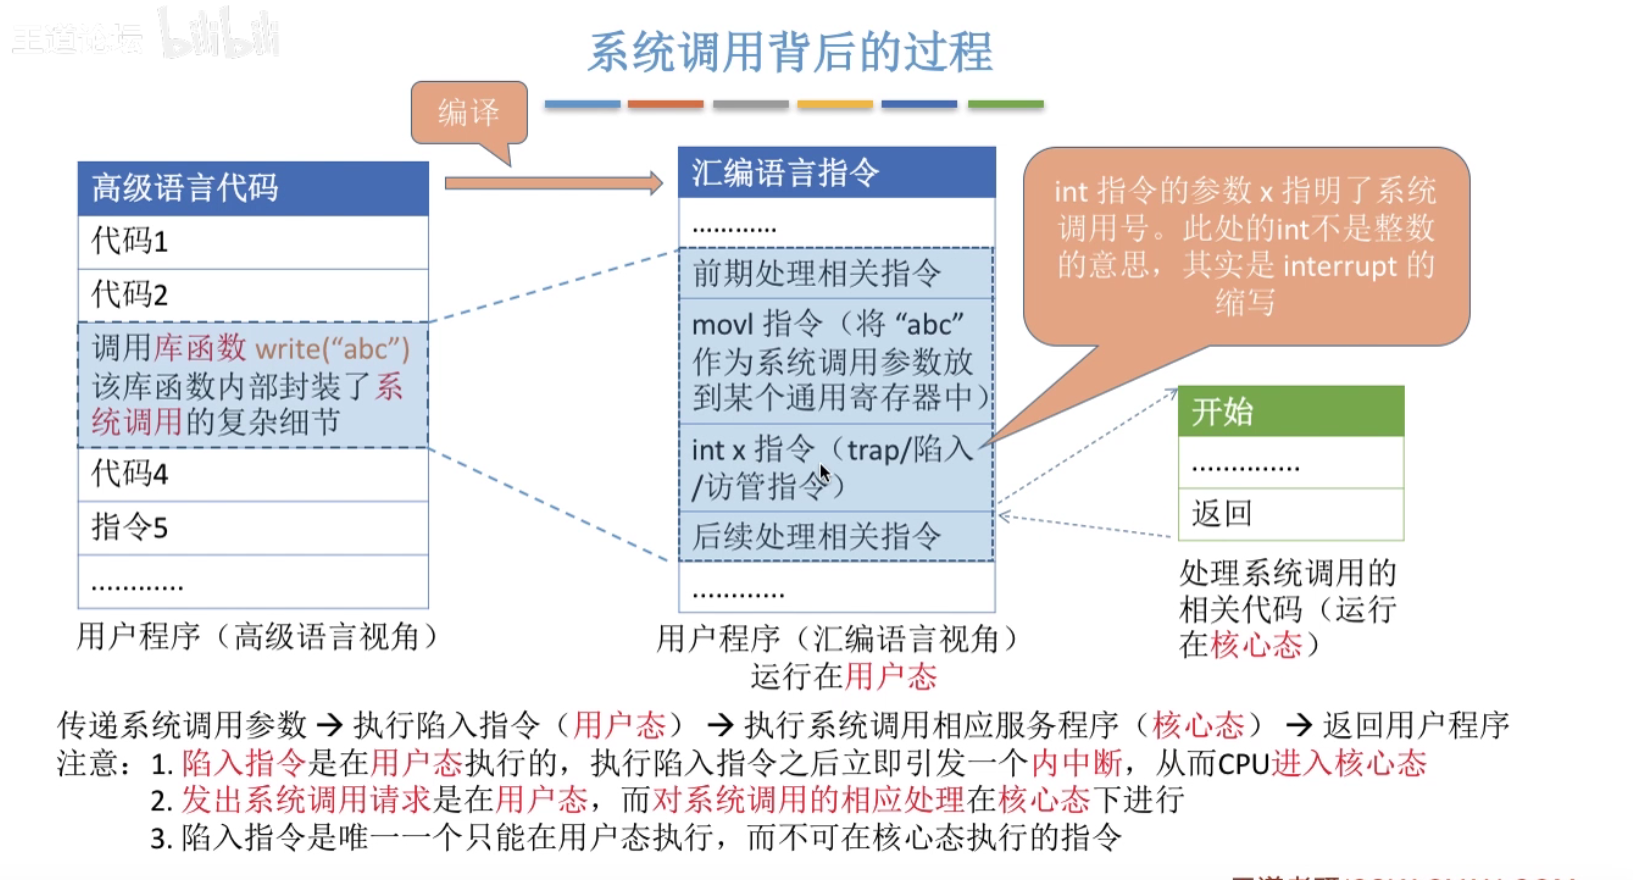 王道论坛 bilibili
系统调用背后的过程
编译
高级语言代码
代码1
代码2
调用库函数 write(“abc”)
该库函数内部封装了系
统调用的复杂细节
代码4
指令5
…………
用户程序（高级语言视角）
汇编语言指令
…………
前期处理相关指令
movl 指令（将 “abc”
作为系统调用参数放
到某个通用寄存器中）
int x 指令（trap/陷入
/访管指令）
后续处理相关指令
…………
用户程序（汇编语言视角）
运行在用户态
int 指令的参数 x 指明了系统
调用号。此处的int不是整数
的意思，其实是 interrupt 的
缩写
开始
…………..
返回
处理系统调用的
相关代码（运行
在核心态）
传递系统调用参数 → 执行陷入指令（用户态） → 执行系统调用相应服务程序（核心态） → 返回用户程序
注意：1. 陷入指令是在用户态执行的，执行陷入指令之后立即引发一个内中断，从而CPU进入核心态
2. 发出系统调用请求是在用户态，而对系统调用的相应处理在核心态下进行
3. 陷入指令是唯一一个只能在用户态执行，而不可在核心态执行的指令